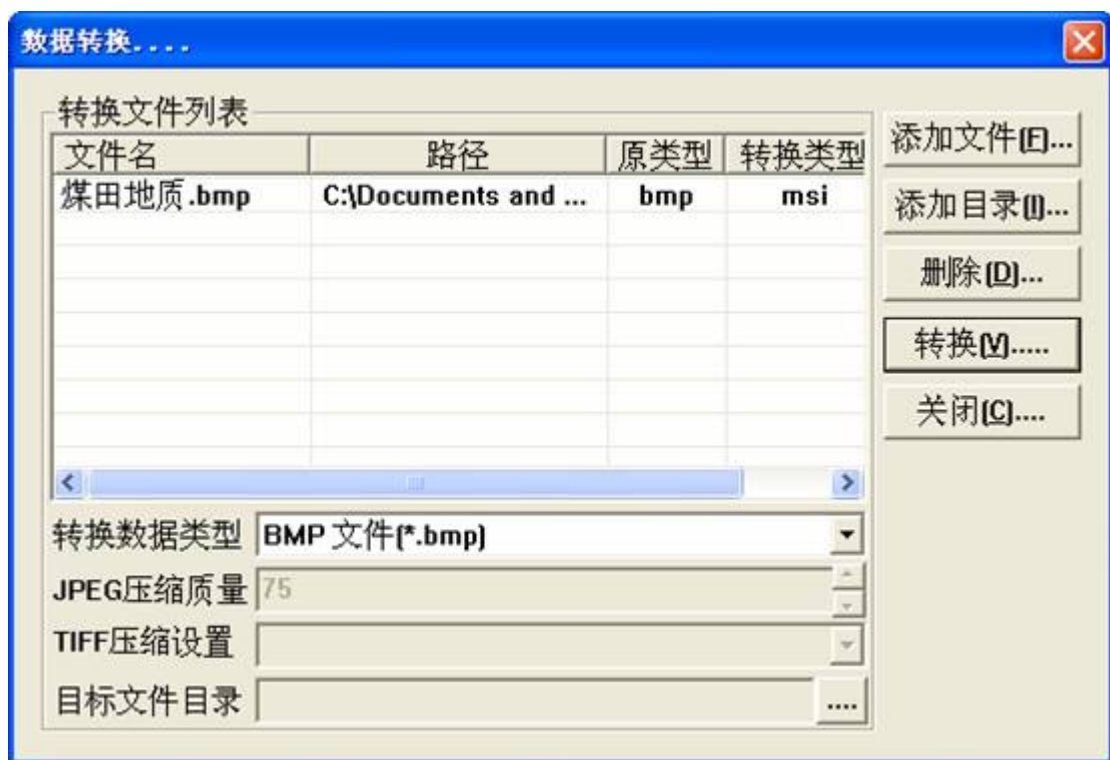 数据转换....
转换文件列表
文件名 路径 原类型 转换类型
煤田地质.bmp C:\Documents and ... bmp msi
添加文件(F)...
添加目录(I)...
删除(D)...
转换(V).....
关闭(C)....
转换数据类型 BMP 文件(*.bmp)
JPEG压缩质量 75
TIFF压缩设置
目标文件目录 ....